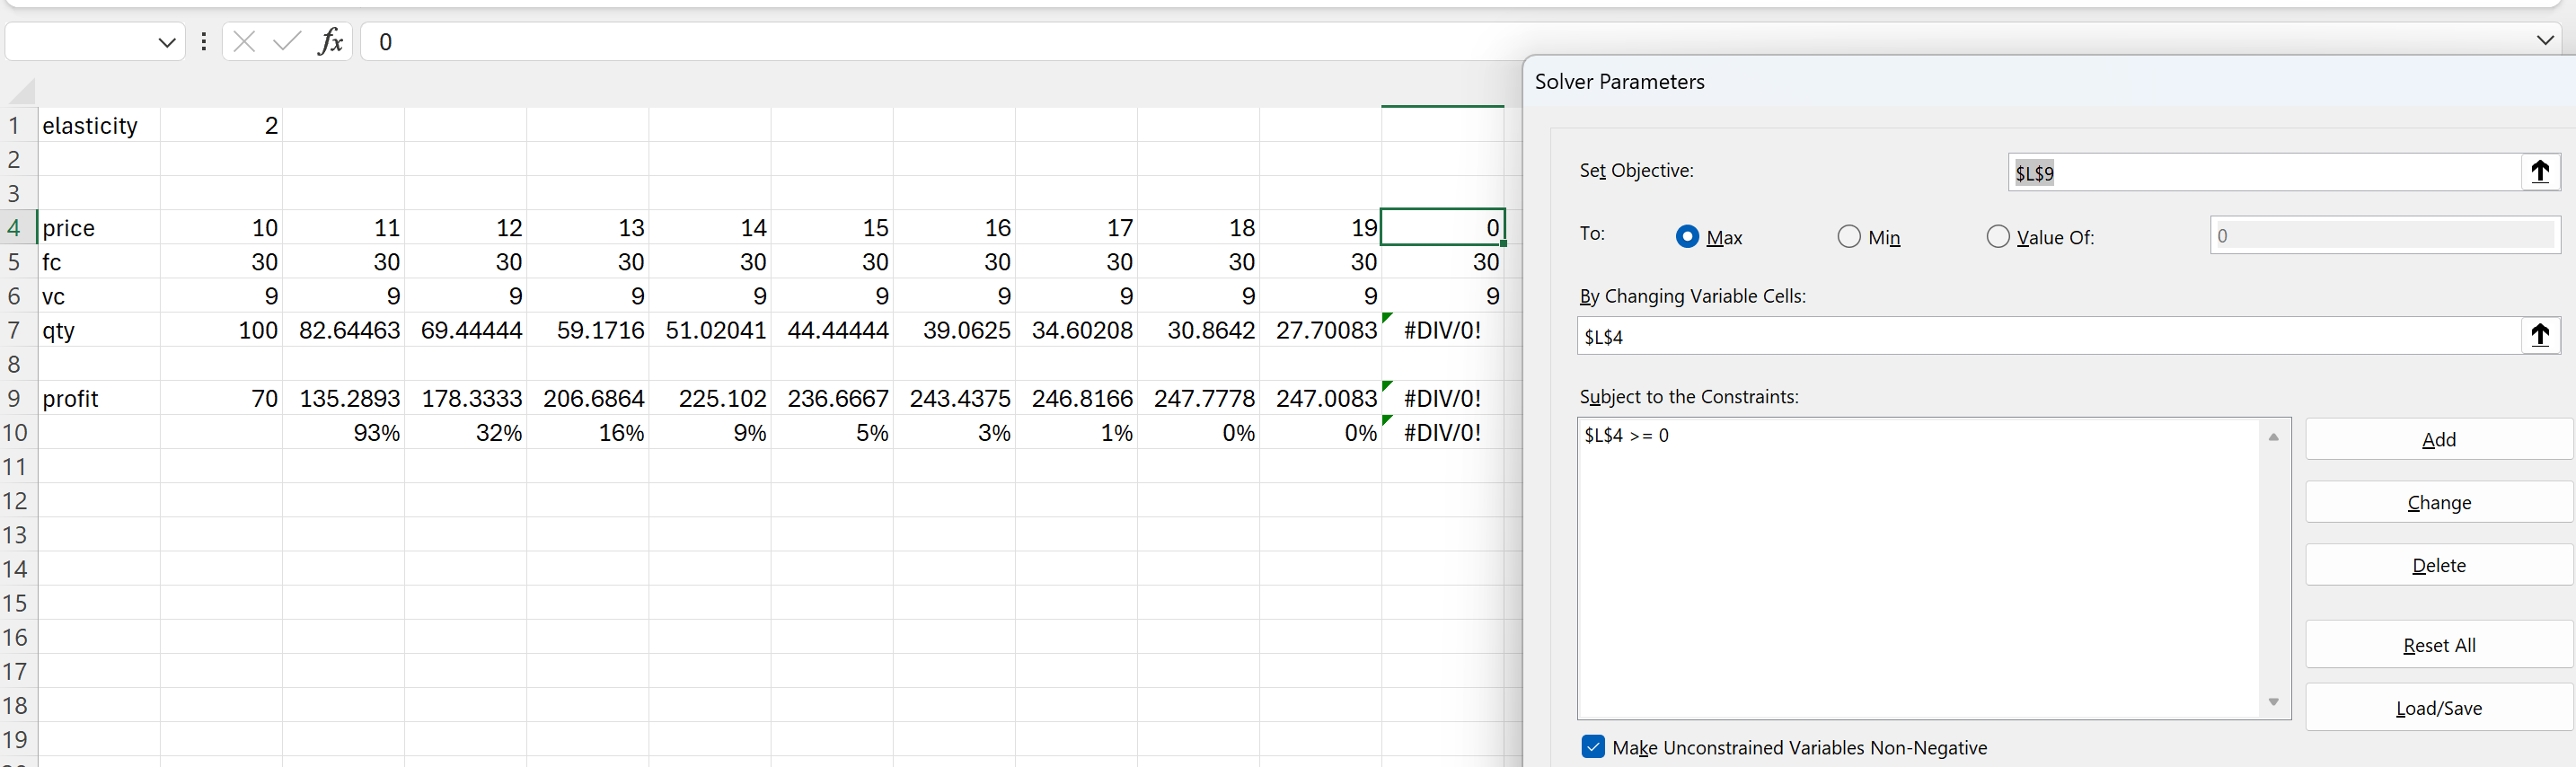 fx 0
Solver Parameters
1 elasticity 2
2
3
4 price 10 11 12 13 14 15 16 17 18 19 0
5 fc 30 30 30 30 30 30 30 30 30 30 30
6 vc 9 9 9 9 9 9 9 9 9 9 9
7 qty 100 82.64463 69.44444 59.1716 51.02041 44.44444 39.0625 34.60208 30.8642 27.70083 #DIV/0!
8
9 profit 70 135.2893 178.3333 206.6864 225.102 236.6667 243.4375 246.8166 247.7778 247.0083 #DIV/0!
10 93% 32% 16% 9% 5% 3% 1% 0% 0% #DIV/0!
11
12
13
14
15
16
17
18
19
Set Objective: $L$9
To: Max Min Value Of: 0
By Changing Variable Cells:
$L$4
Subject to the Constraints:
$L$4 >= 0
Add
Change
Delete
Reset All
Load/Save
Make Unconstrained Variables Non-Negative